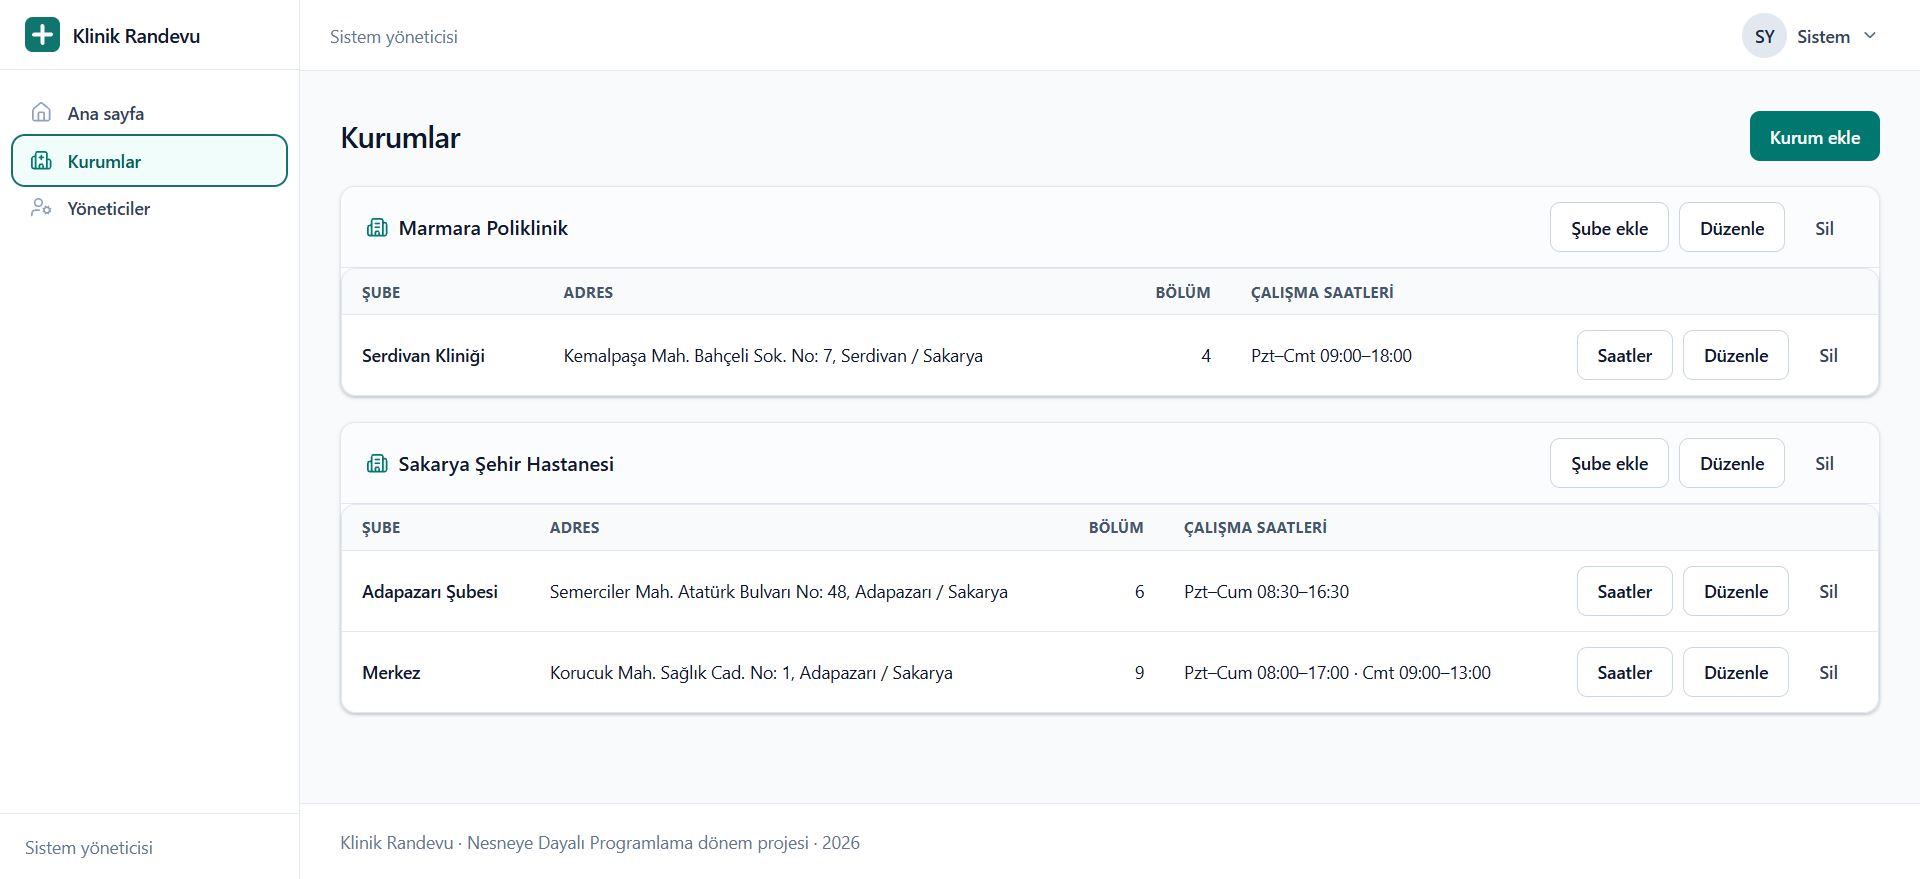 Klinik Randevu
Sistem yöneticisi
SY Sistem
Ana sayfa
Kurumlar
Yöneticiler
Kurumlar
Kurum ekle
Marmara Poliklinik
Şube ekle Düzenle Sil
ŞUBE ADRES BÖLÜM ÇALIŞMA SAATLERİ
Serdivan Kliniği Kemalpaşa Mah. Bahçeli Sok. No: 7, Serdivan / Sakarya 4 Pzt–Cmt 09:00–18:00 Saatler Düzenle Sil
Sakarya Şehir Hastanesi
Şube ekle Düzenle Sil
ŞUBE ADRES BÖLÜM ÇALIŞMA SAATLERİ
Adapazarı Şubesi Semerciler Mah. Atatürk Bulvarı No: 48, Adapazarı / Sakarya 6 Pzt–Cum 08:30–16:30 Saatler Düzenle Sil
Merkez Korucuk Mah. Sağlık Cad. No: 1, Adapazarı / Sakarya 9 Pzt–Cum 08:00–17:00 · Cmt 09:00–13:00 Saatler Düzenle Sil
Sistem yöneticisi
Klinik Randevu · Nesneye Dayalı Programlama dönem projesi · 2026